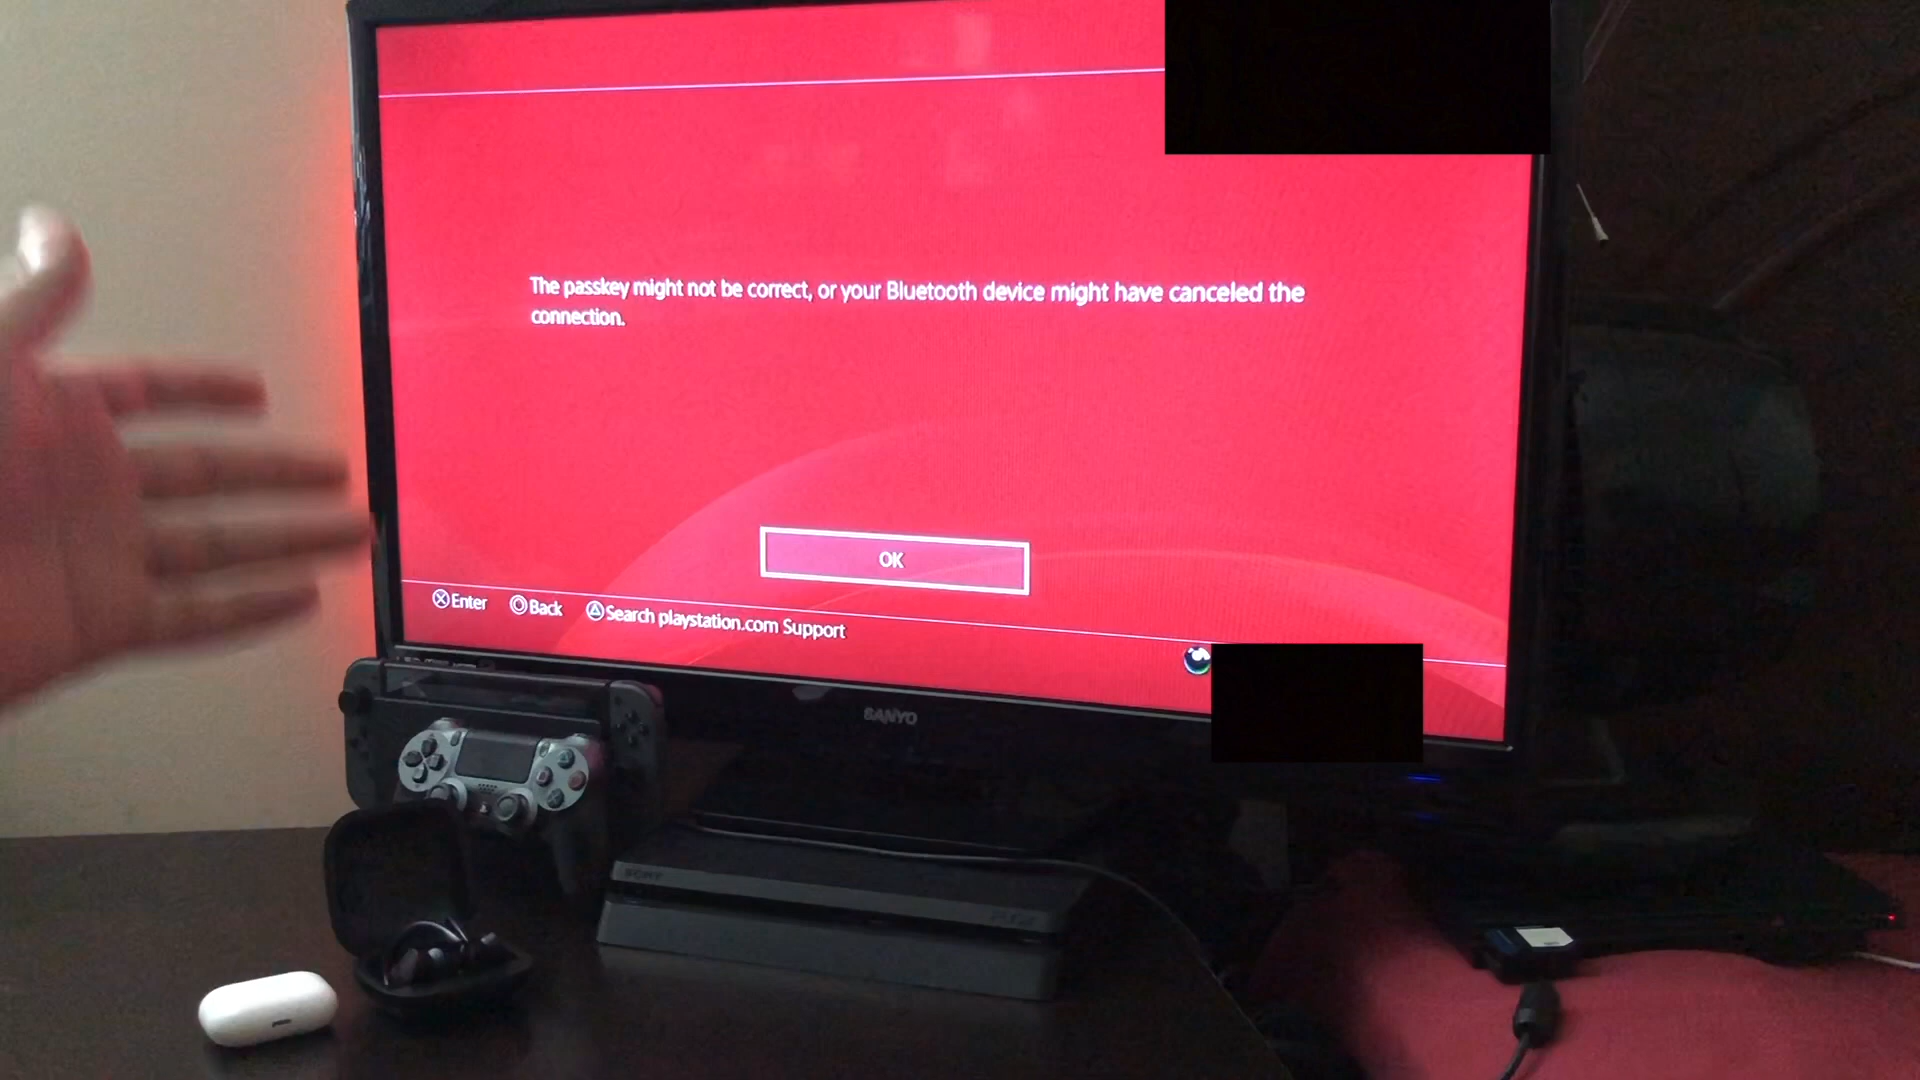 The passkey might not be correct, or your Bluetooth device might have canceled the
connection.
OK
Enter Back Search playstation.com Support
SANYO
SONY